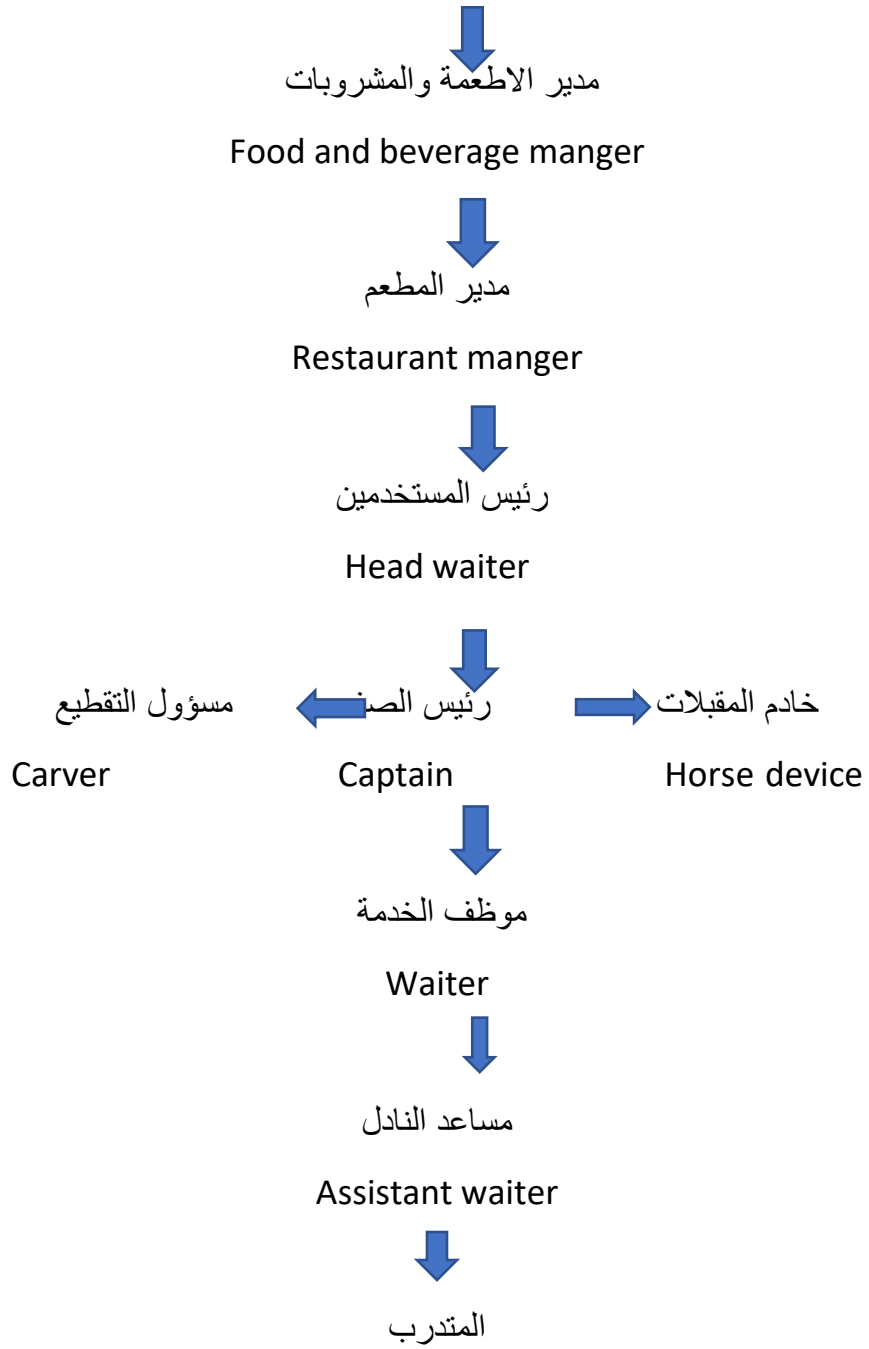 مدير الاطعمة والمشروبات
Food and beverage manger
مدير المطعم
Restaurant manger
رئيس المستخدمين
Head waiter
خادم المقبلات رئيس مسؤول التقطيع
Carver Captain Horse device
موظف الخدمة
Waiter
مساعد النادل
Assistant waiter
المتدرب